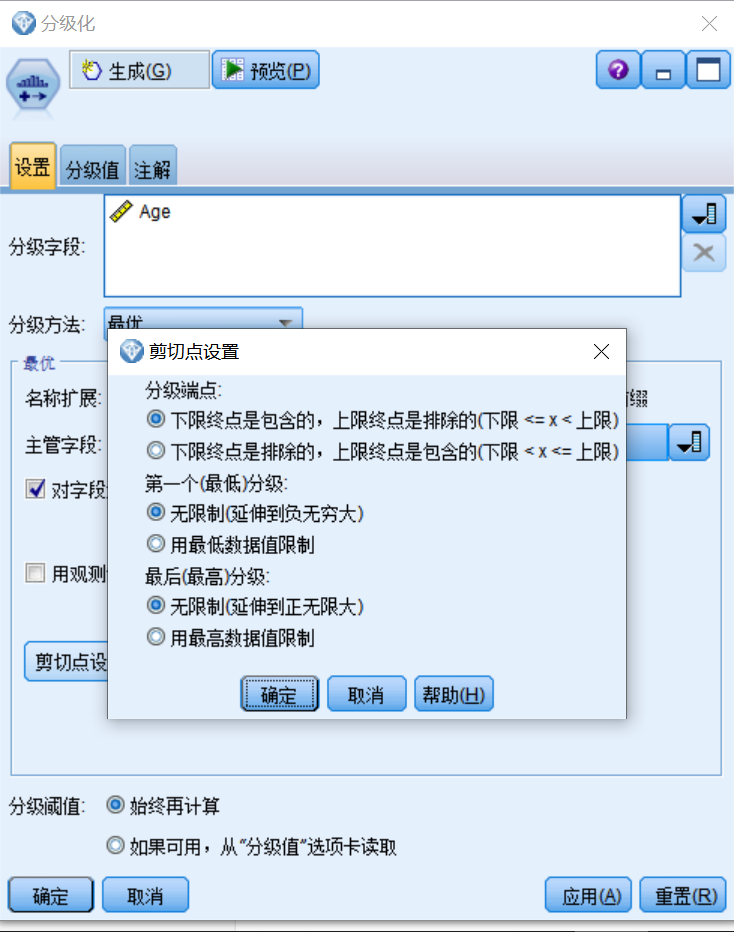 分级化
生成(G) 预览(P)
设置 分级值 注解
分级字段: Age
分级方法: 最优
最优
名称扩展:
主管字段:
对字段
用观测
剪切点设
剪切点设置
分级端点:
下限终点是包含的，上限终点是排除的(下限 <= x < 上限)
下限终点是排除的，上限终点是包含的(下限 < x <= 上限)
第一个(最低)分级:
无限制(延伸到负无穷大)
用最低数据值限制
最后(最高)分级:
无限制(延伸到正无限大)
用最高数据值限制
确定 取消 帮助(H)
分级阈值: 始终再计算
如果可用，从"分级值"选项卡读取
确定 取消 应用(A) 重置(R)